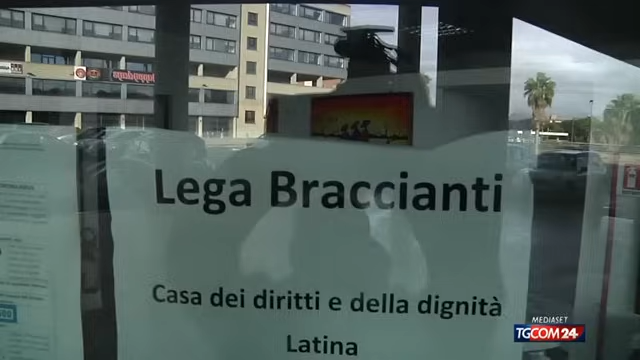 Lega Braccianti
Casa dei diritti e della dignità
Latina
MEDIASET
TGCOM24